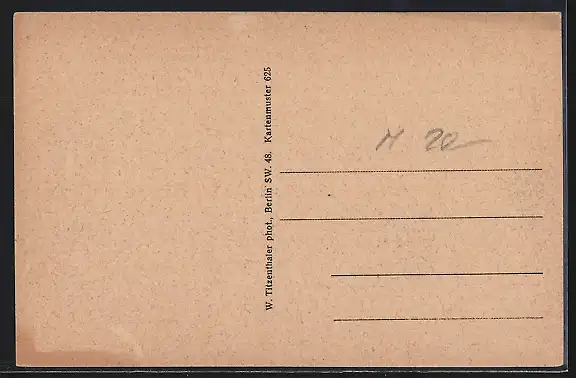 W. Titzenthaler phot., Berlin SW. 48. Kartenmuster 625
M 20—